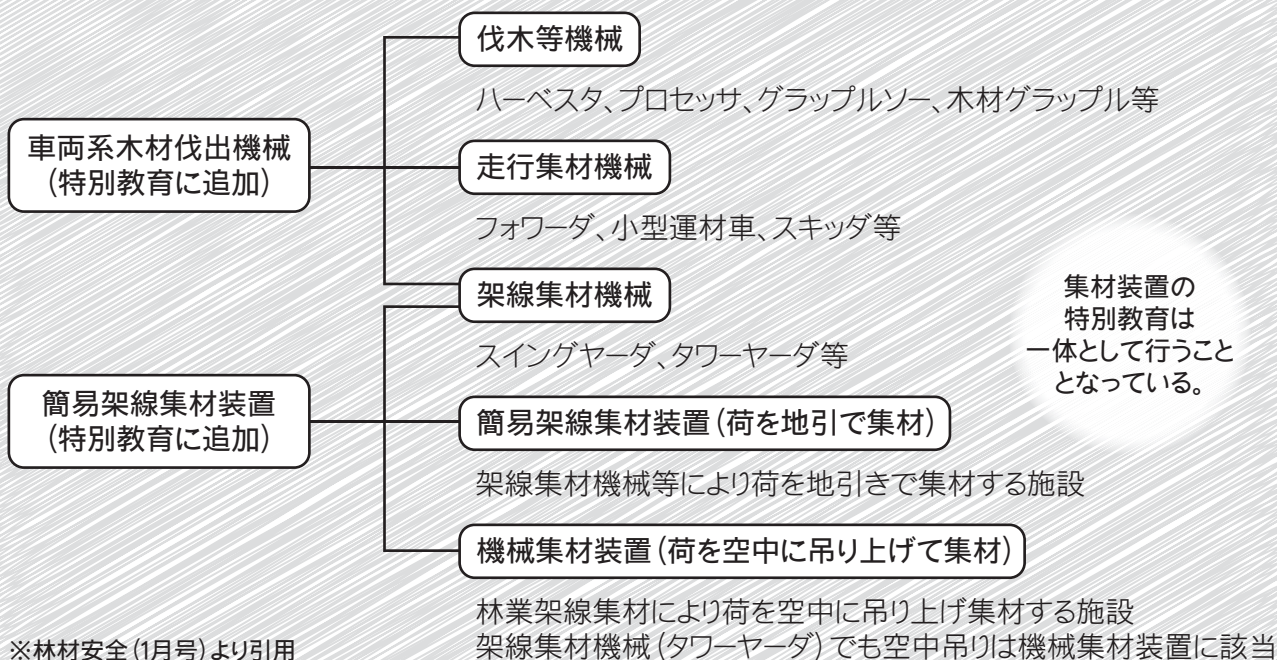 伐木等機械
ハーベスタ、プロセッサ、グラップルソー、木材グラップル等
車両系木材伐出機械
(特別教育に追加)
走行集材機械
フォワーダ、小型運材車、スキッダ等
架線集材機械
スイングヤーダ、タワーヤーダ等
集材装置の
特別教育は
一体として行うこと
となっている。
簡易架線集材装置
(特別教育に追加)
簡易架線集材装置(荷を地引で集材)
架線集材機械等により荷を地引きで集材する施設
機械集材装置(荷を空中に吊り上げて集材)
林業架線集材により荷を空中に吊り上げ集材する施設
架線集材機械(タワーヤーダ)でも空中吊りは機械集材装置に該当
※林材安全(1月号)より引用